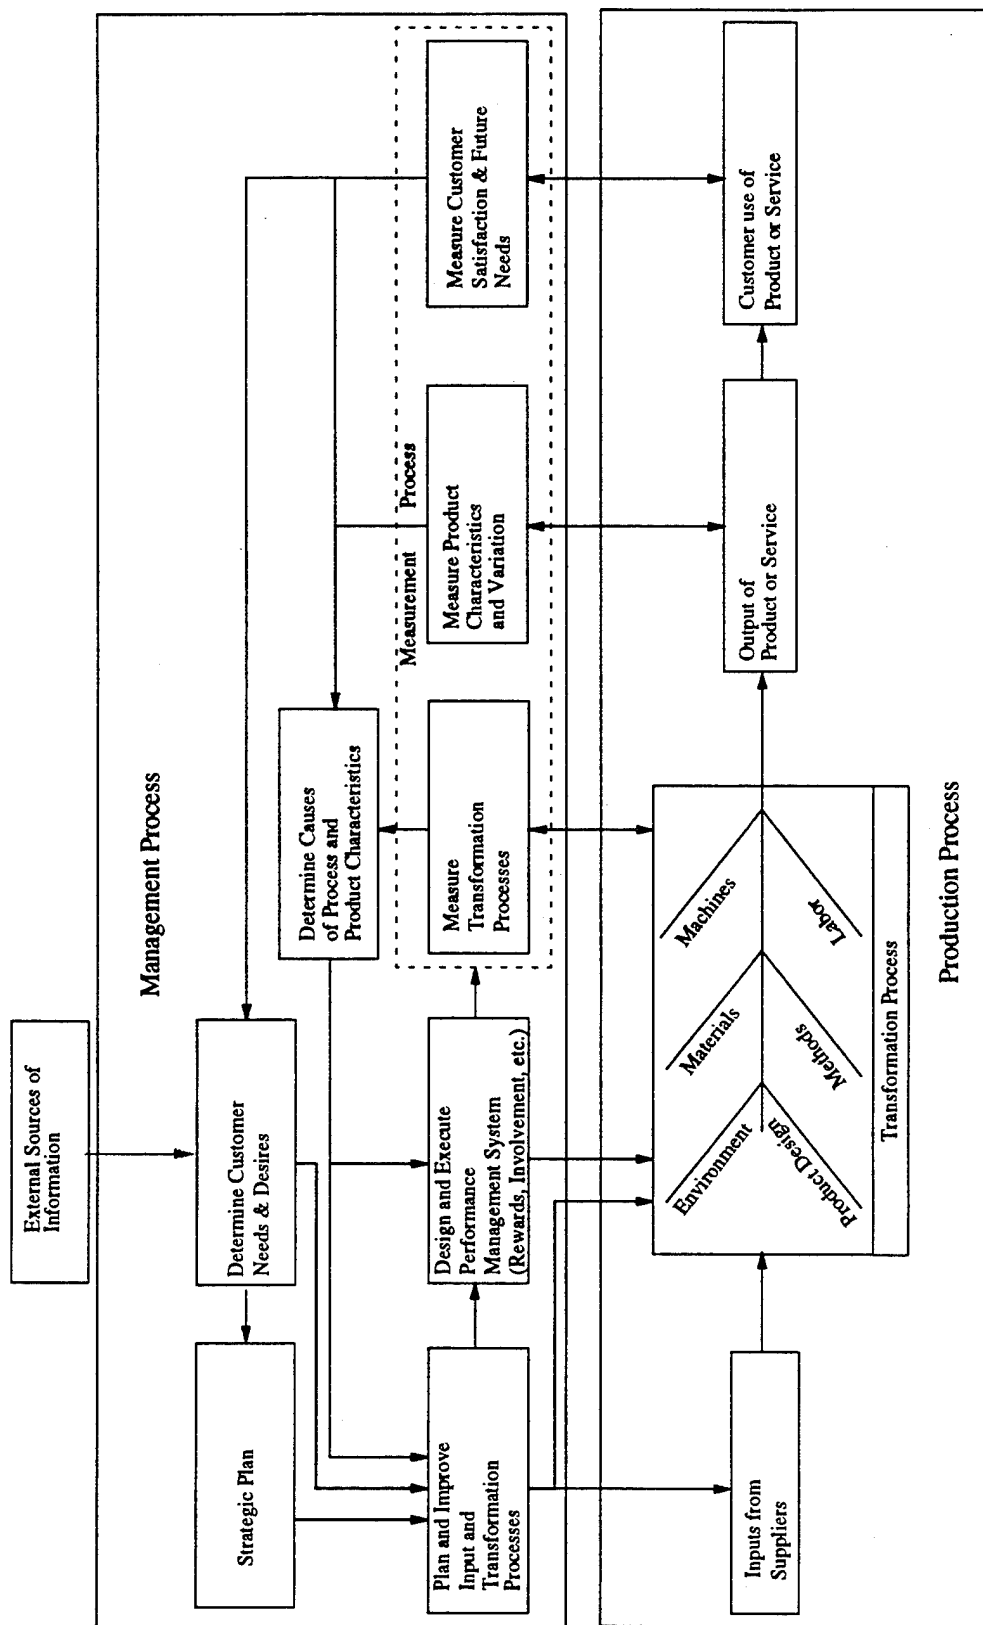 External Sources of
Information
Management Process
Strategic Plan
Determine Customer
Needs & Desires
Determine Causes
of Process and
Product Characteristics
Measurement Process
Plan and Improve
Input and
Transformation
Processes
Design and Execute
Performance
Management System
(Rewards, Involvement, etc.)
Measure
Transformation
Processes
Measure Product
Characteristics
and Variation
Measure Customer
Satisfaction & Future
Needs
Inputs from
Suppliers
Environment
Materials
Machines
Product Design
Methods
Labor
Transformation Process
Output of
Product or Service
Customer use of
Product or Service
Production Process